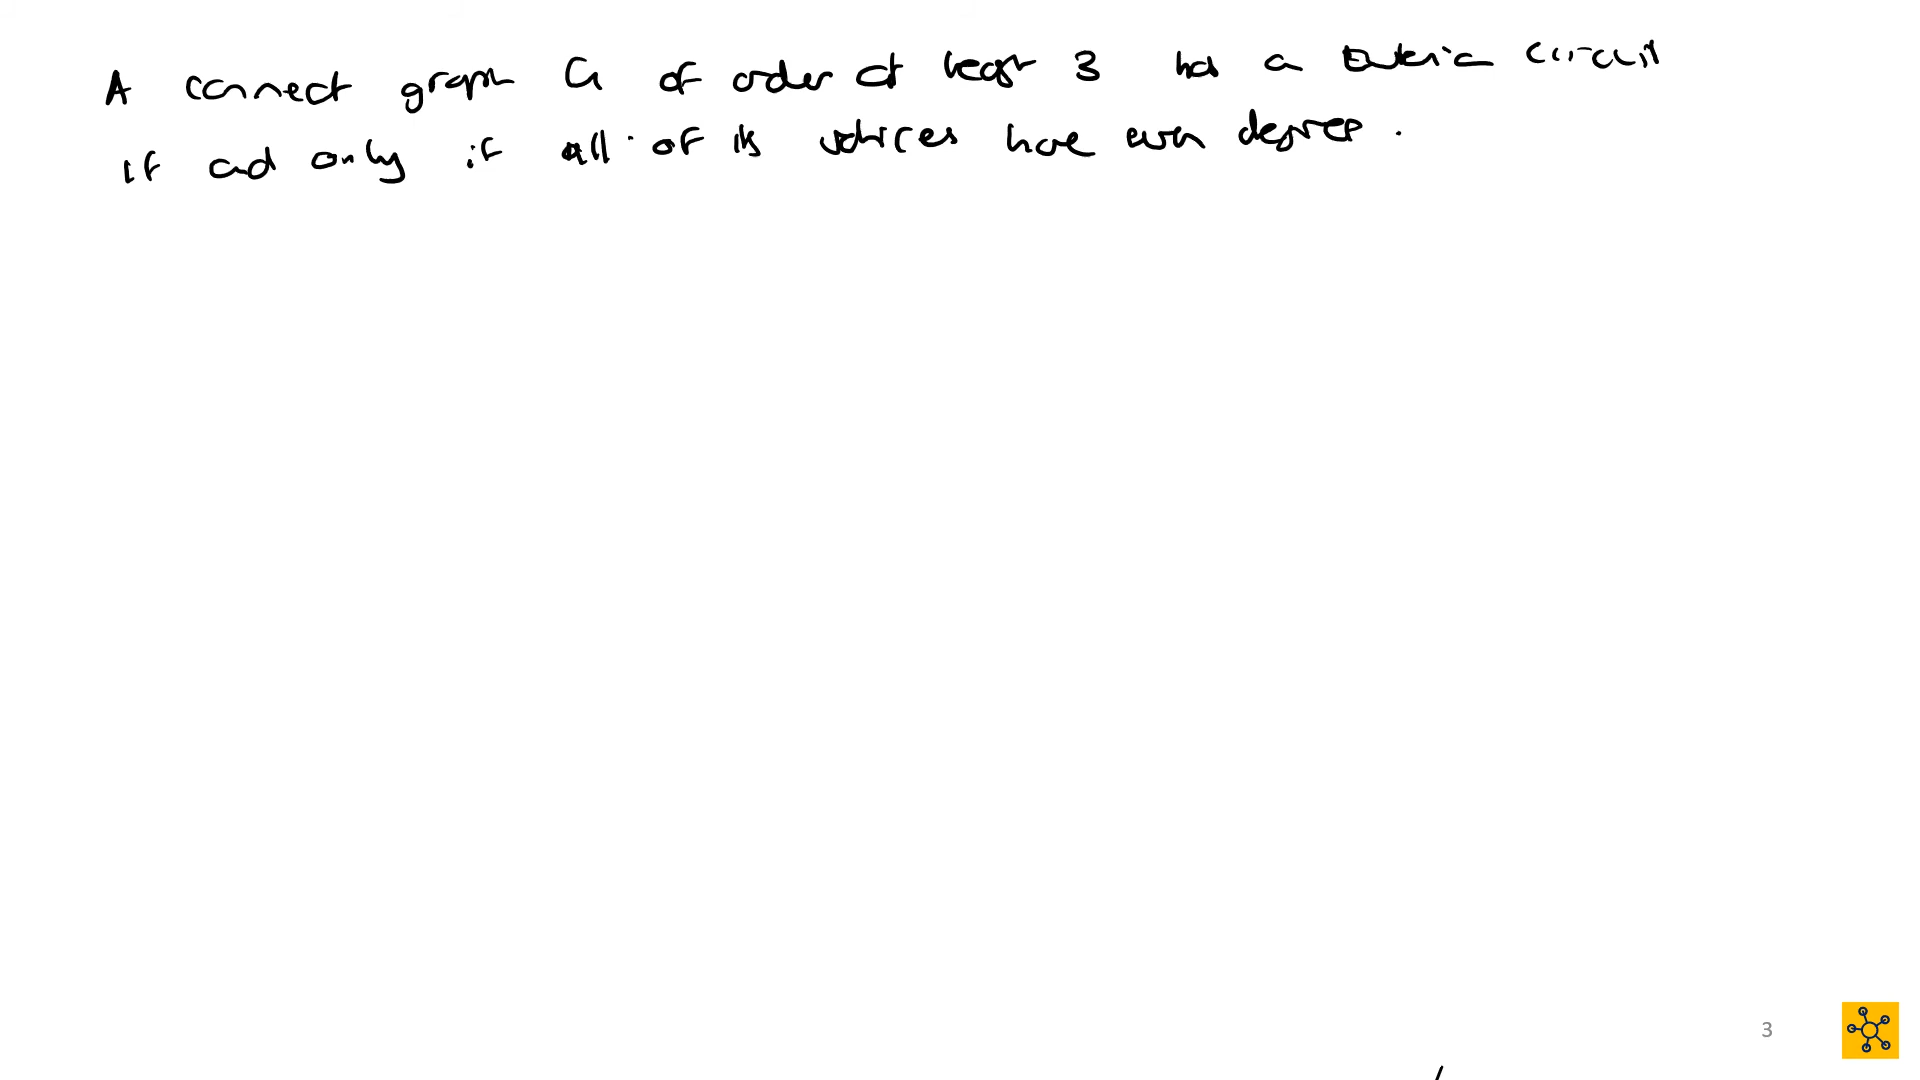 A connect graph G of order at least 3 has a Eulerian circuit
if and only if all of its vertices have even degree.
3